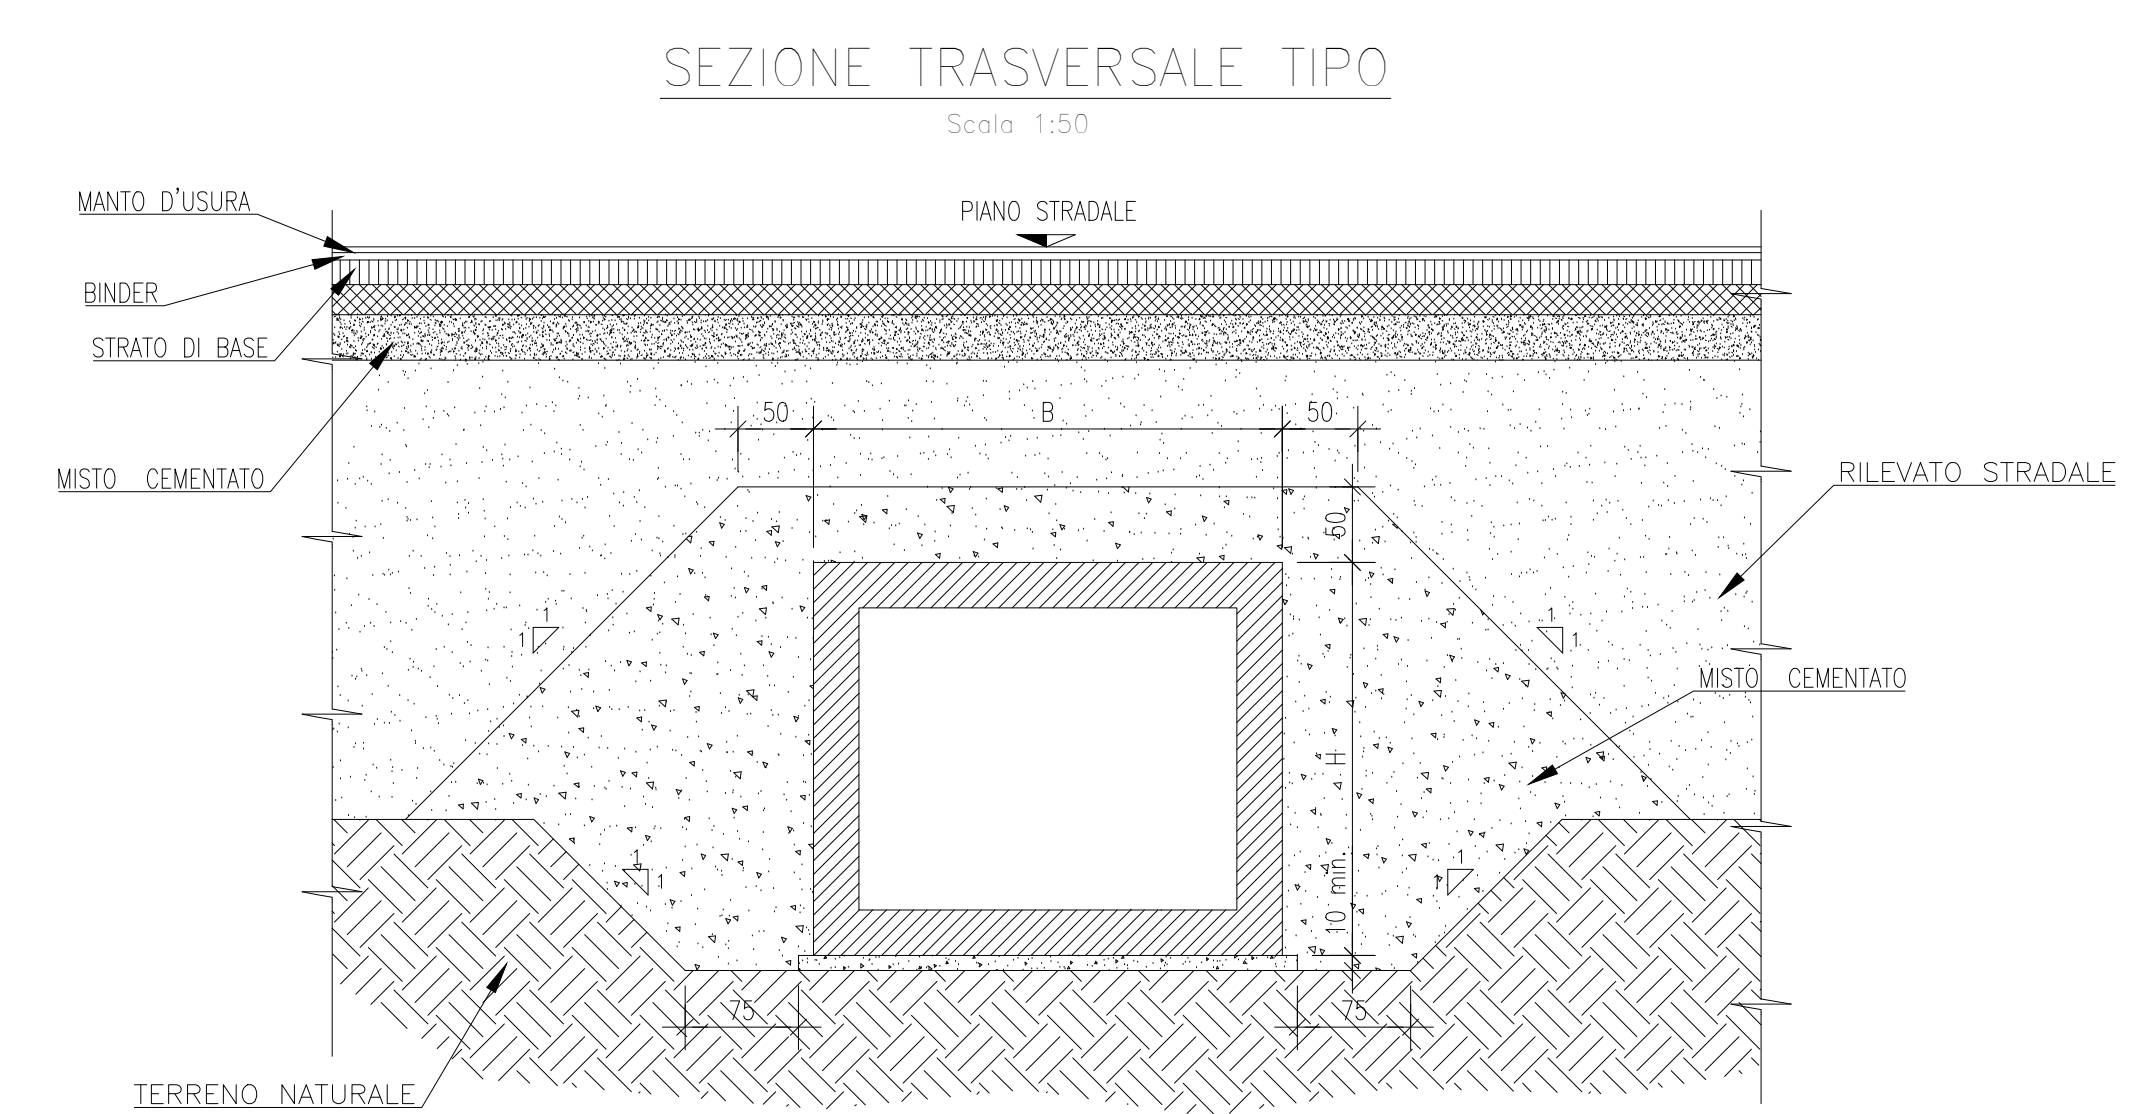 SEZIONE TRASVERSALE TIPO
Scala 1:50
MANTO D'USURA
PIANO STRADALE
BINDER
STRATO DI BASE
50 B 50
MISTO CEMENTATO
RILEVATO STRADALE
50
1
1
1
1
MISTO CEMENTATO
H
1
1
1
1
10 min.
75
75
TERRENO NATURALE